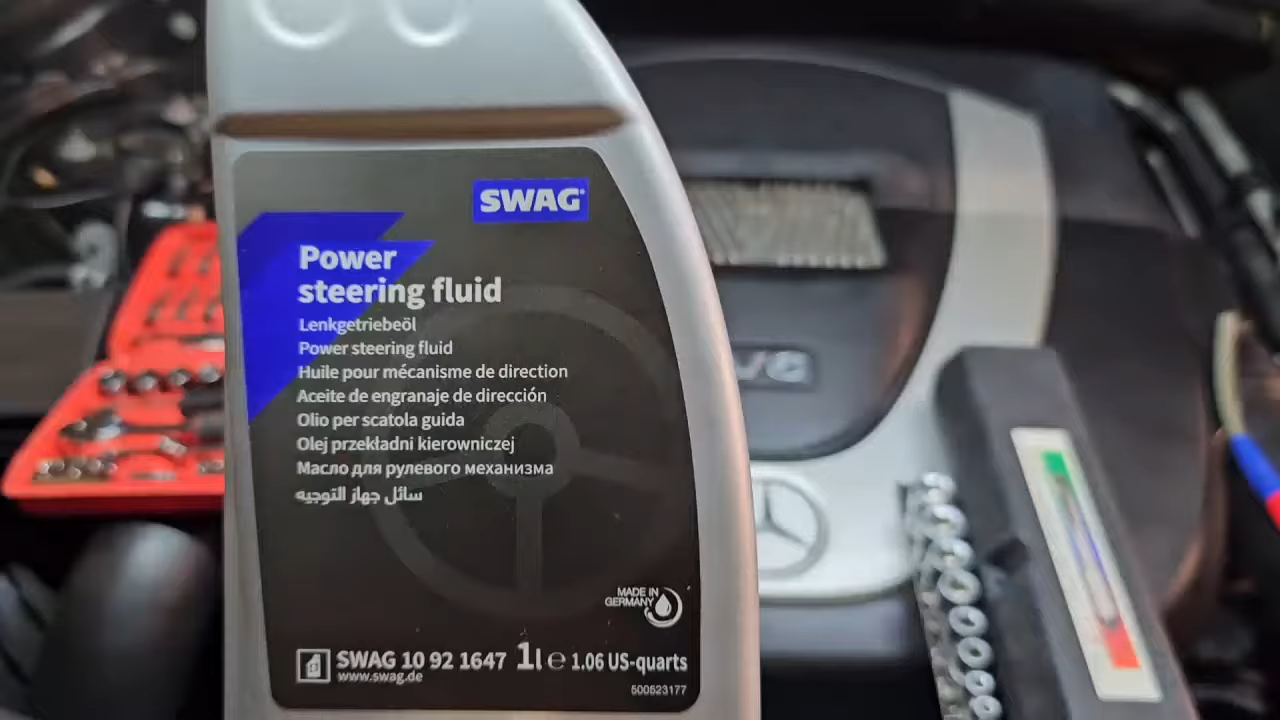 SWAG
Power
steering fluid
Lenkgetriebeöl
Power steering fluid
Huile pour mécanisme de direction
Aceite de engranaje de dirección
Olio per scatola guida
Olej przekładni kierowniczej
Масло для рулевого механизма
سائل جهاز التوجيه
MADE IN
GERMANY
SWAG 10 92 1647 1l ℮ 1.06 US-quarts
www.swag.de
500523177
V6